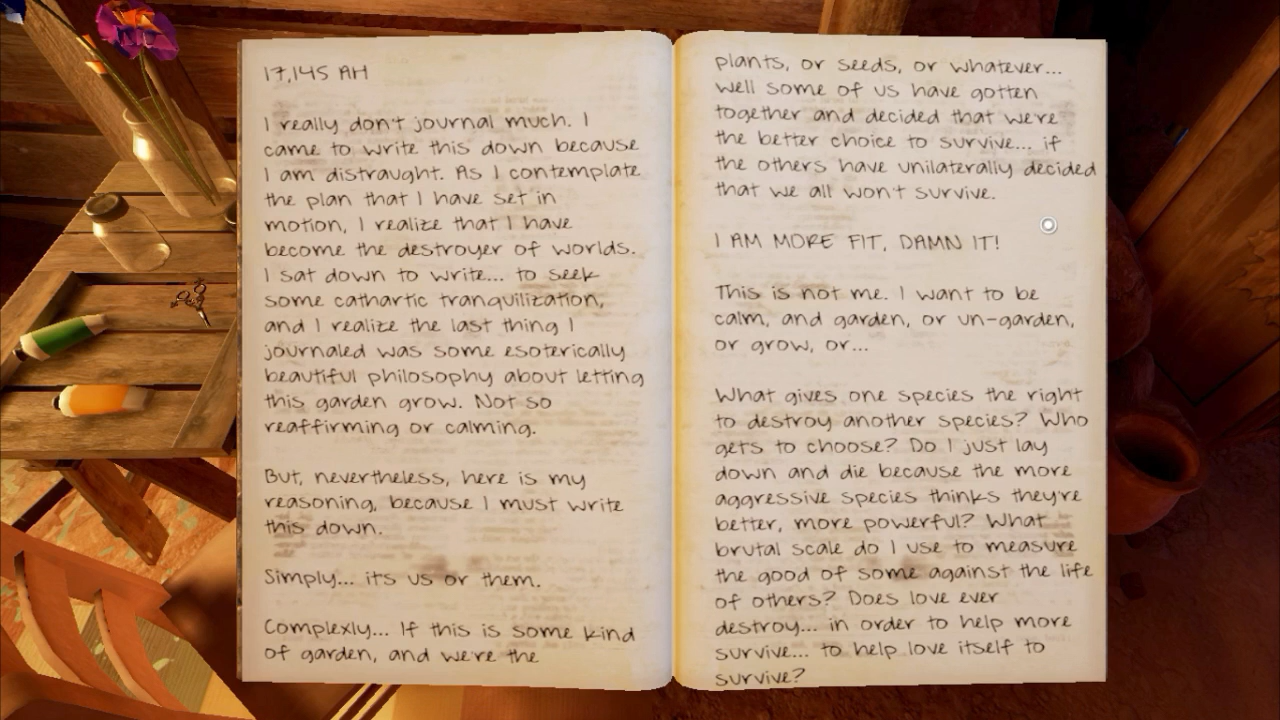 17,145 AH
I really don't journal much. I
came to write this down because
I am distraught. As I contemplate
the plan that I have set in
motion, I realize that I have
become the destroyer of worlds.
I sat down to write... to seek
some cathartic tranquilization,
and I realize the last thing I
journaled was some esoterically
beautiful philosophy about letting
this garden grow. Not so
reaffirming or calming.
But, nevertheless, here is my
reasoning, because I must write
this down.
Simply... its us or them.
Complexly... If this is some kind
of garden, and we're the
plants, or seeds, or whatever...
well some of us have gotten
together and decided that we're
the better choice to survive... if
the others have unilaterally decided
that we all won't survive.
I AM MORE FIT, DAMN IT!
This is not me. I want to be
calm, and garden, or un-garden,
or grow, or...
What gives one species the right
to destroy another species? Who
gets to choose? Do I just lay
down and die because the more
aggressive species thinks they're
better, more powerful? What
brutal scale do I use to measure
the good of some against the life
of others? Does love ever
destroy... in order to help more
survive... to help love itself to
survive?